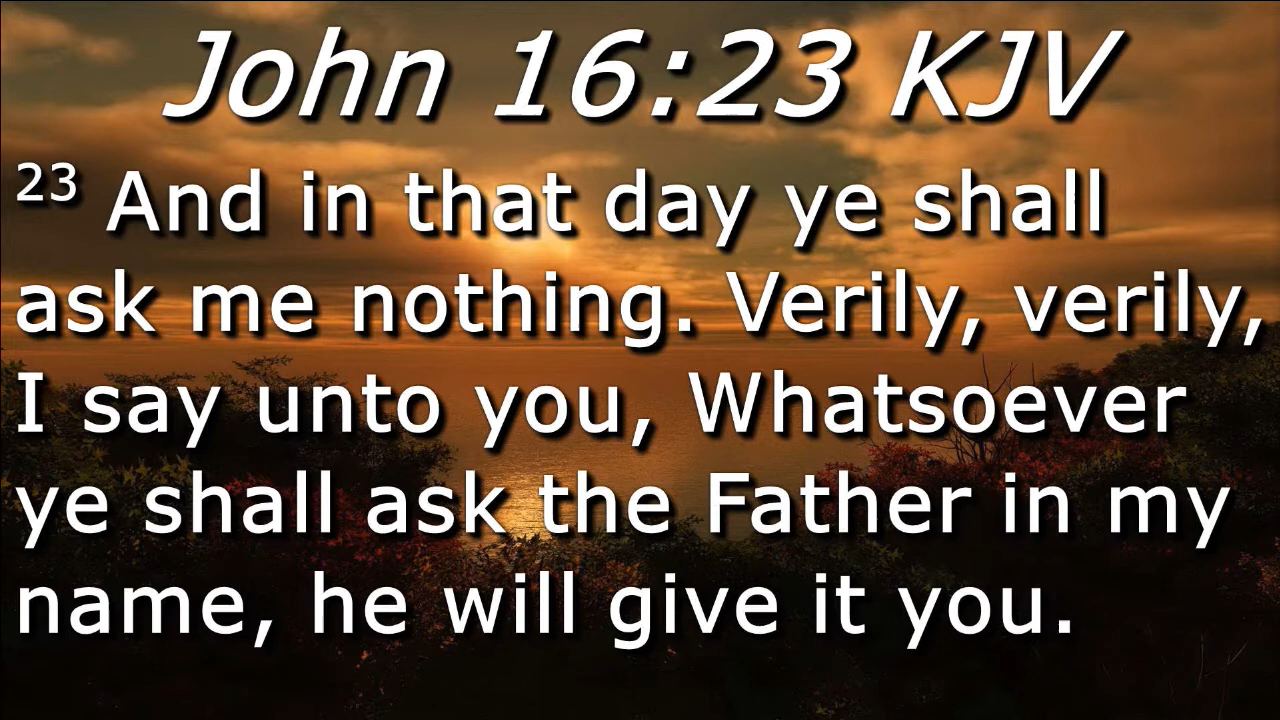 John 16:23 KJV
23 And in that day ye shall
ask me nothing. Verily, verily,
I say unto you, Whatsoever
ye shall ask the Father in my
name, he will give it you.